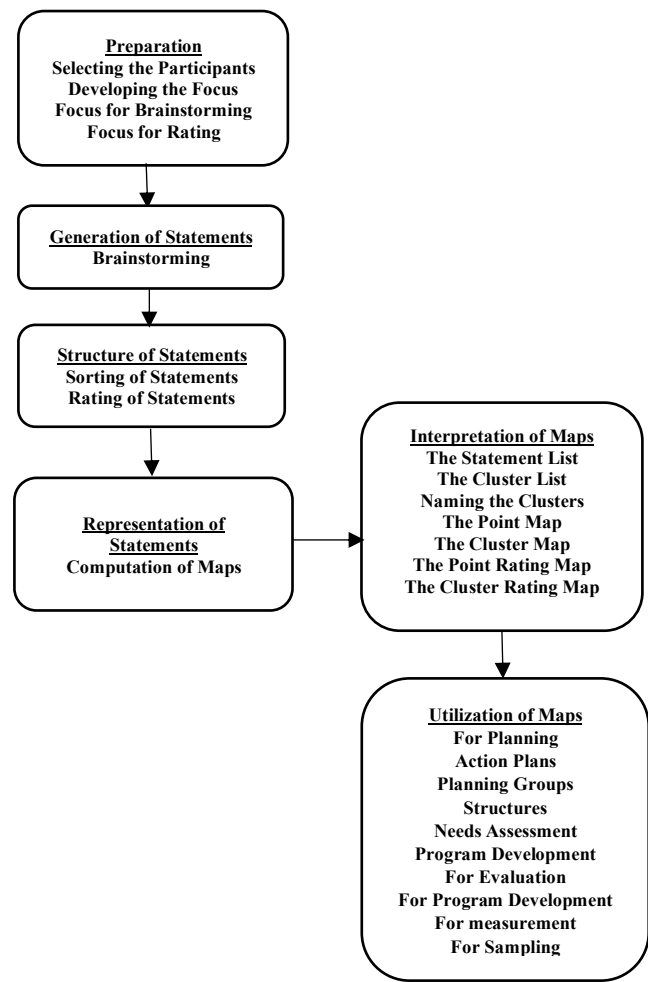 Preparation
Selecting the Participants
Developing the Focus
Focus for Brainstorming
Focus for Rating
Generation of Statements
Brainstorming
Structure of Statements
Sorting of Statements
Rating of Statements
Representation of
Statements
Computation of Maps
Interpretation of Maps
The Statement List
The Cluster List
Naming the Clusters
The Point Map
The Cluster Map
The Point Rating Map
The Cluster Rating Map
Utilization of Maps
For Planning
Action Plans
Planning Groups
Structures
Needs Assessment
Program Development
For Evaluation
For Program Development
For measurement
For Sampling